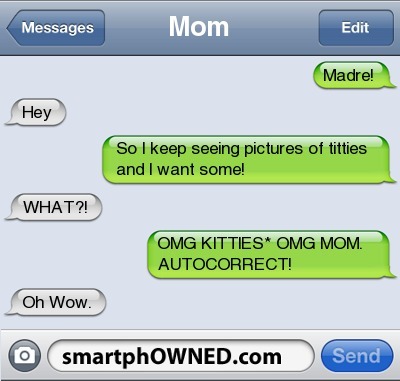 Messages
Mom
Edit
Madre!
Hey
So I keep seeing pictures of titties
and I want some!
WHAT?!
OMG KITTIES* OMG MOM.
AUTOCORRECT!
Oh Wow.
smartphOWNED.com
Send